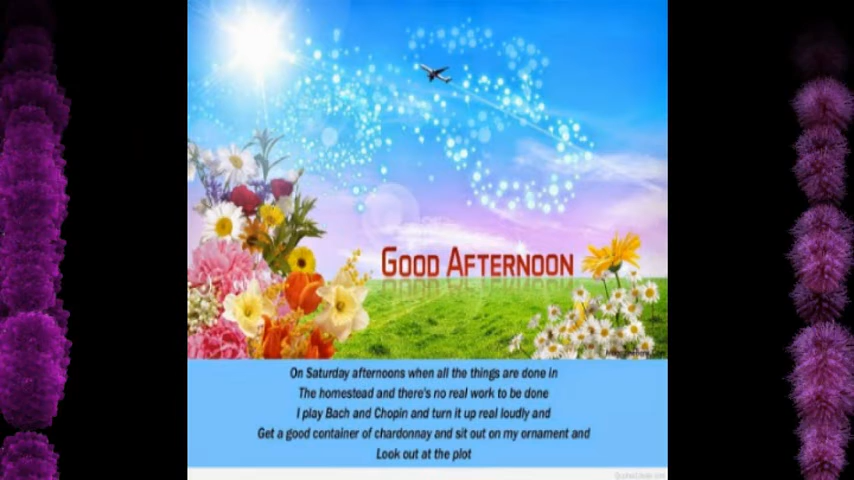 GOOD AFTERNOON
On Saturday afternoons when all the things are done in
The homestead and there's no real work to be done
I play Bach and Chopin and turn it up real loudly and
Get a good container of chardonnay and sit out on my ornament and
Look out at the plot